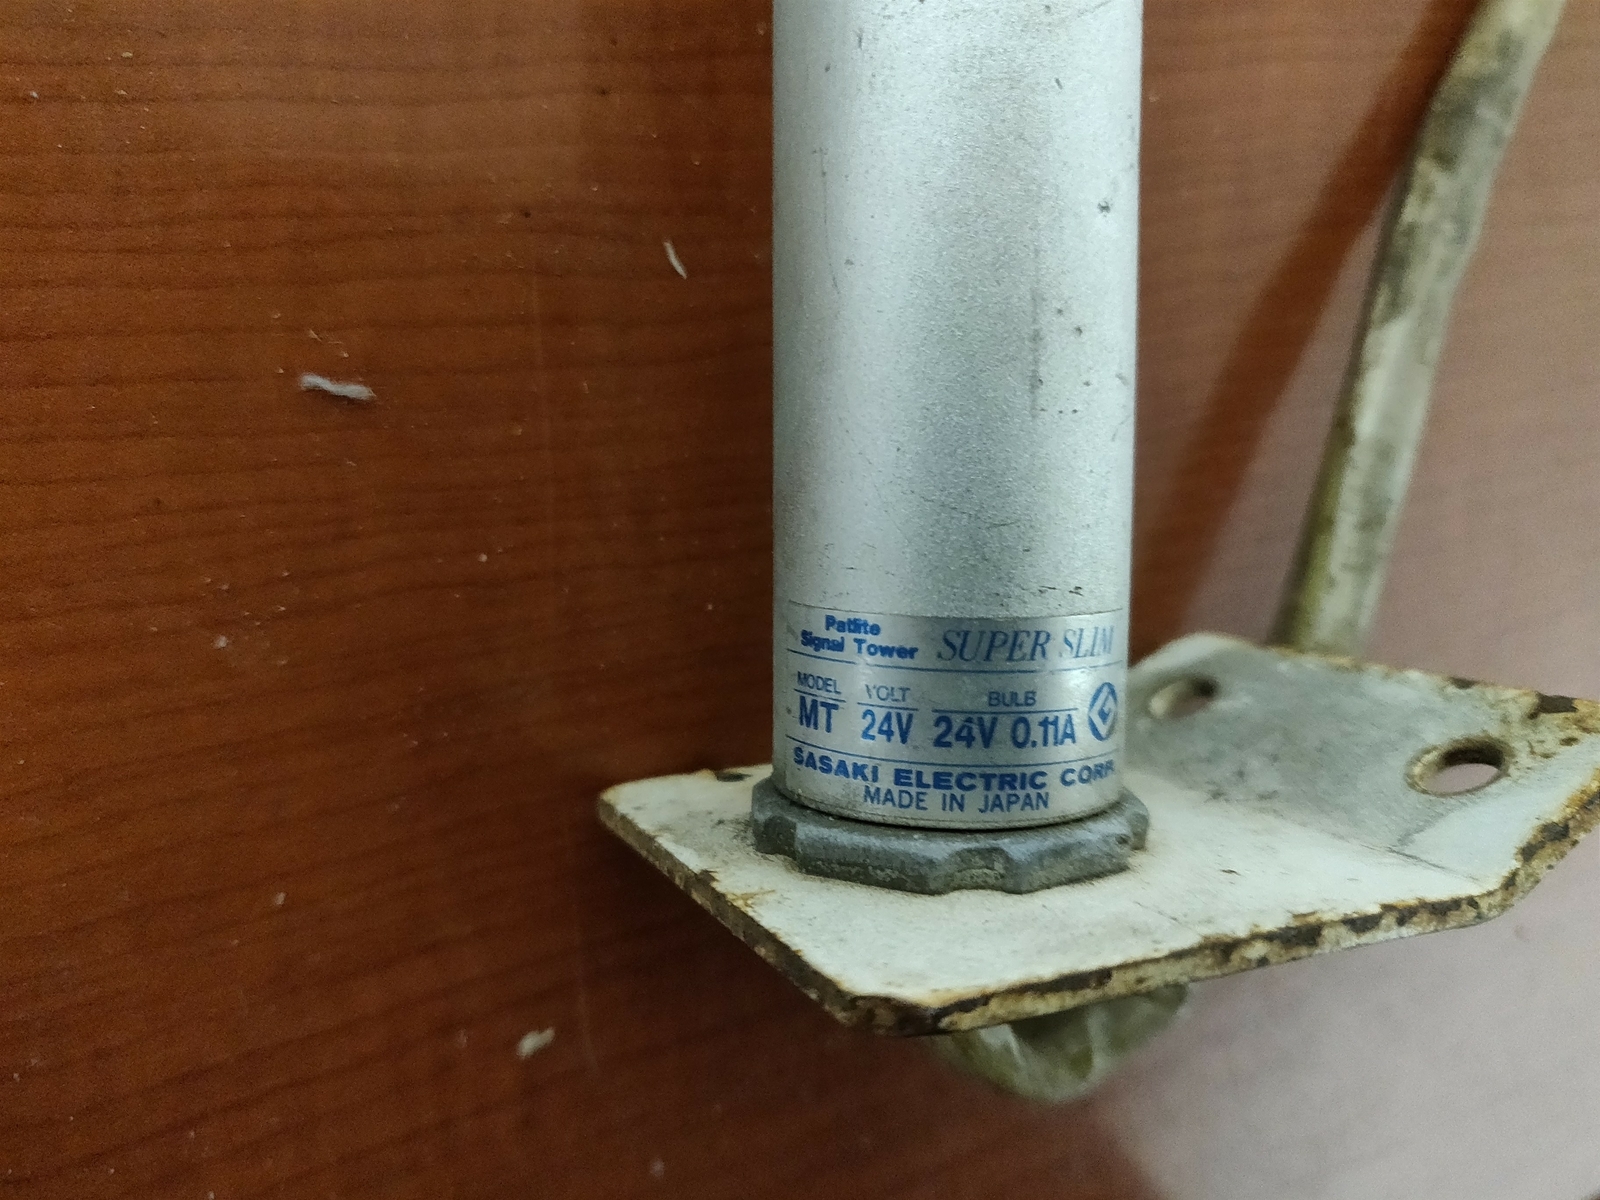 Patlite
Signal Tower SUPER SLIM
MODEL VOLT BULB
MT 24V 24V 0.11A
SASAKI ELECTRIC CORP.
MADE IN JAPAN